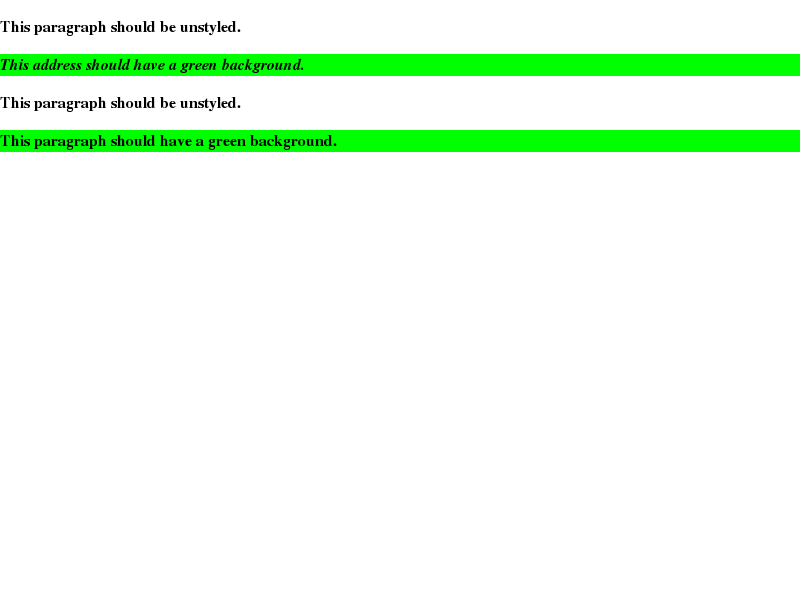 This paragraph should be unstyled.
This address should have a green background.
This paragraph should be unstyled.
This paragraph should have a green background.